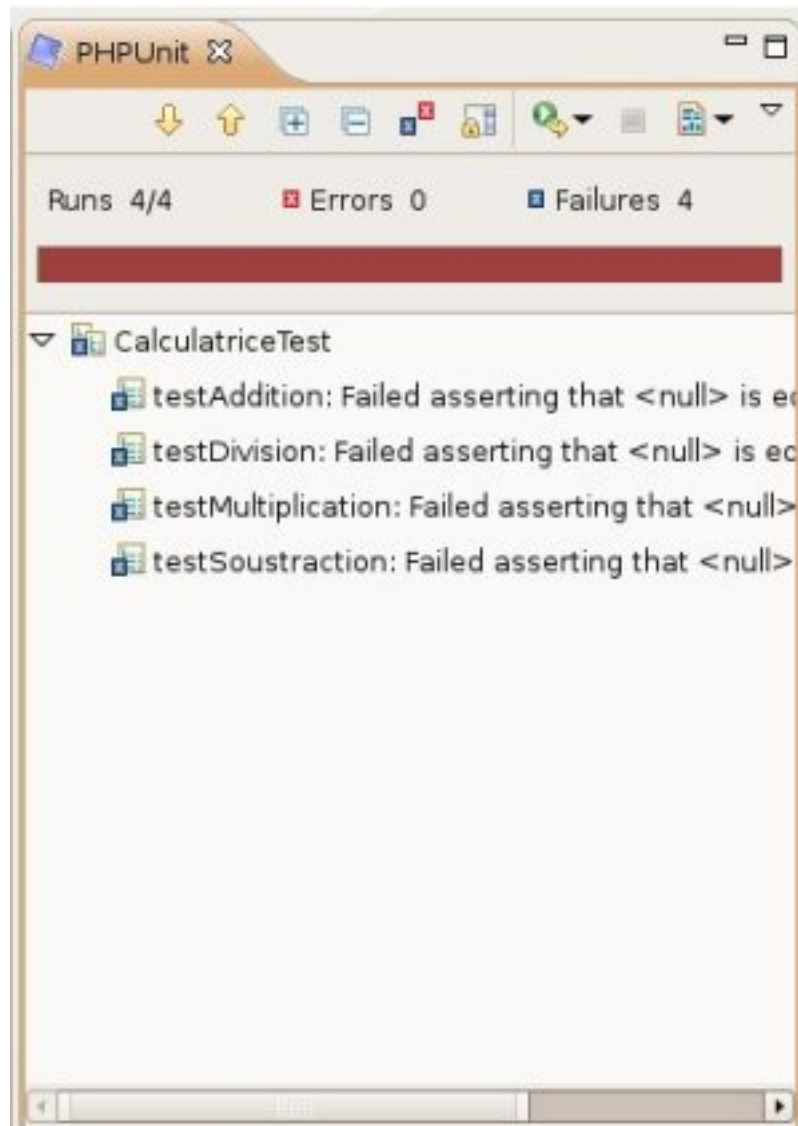 PHPUnit
Runs 4/4 Errors 0 Failures 4
CalculatriceTest
testAddition: Failed asserting that <null> is
testDivision: Failed asserting that <null> is
testMultiplication: Failed asserting that <null>
testSoustraction: Failed asserting that <null>